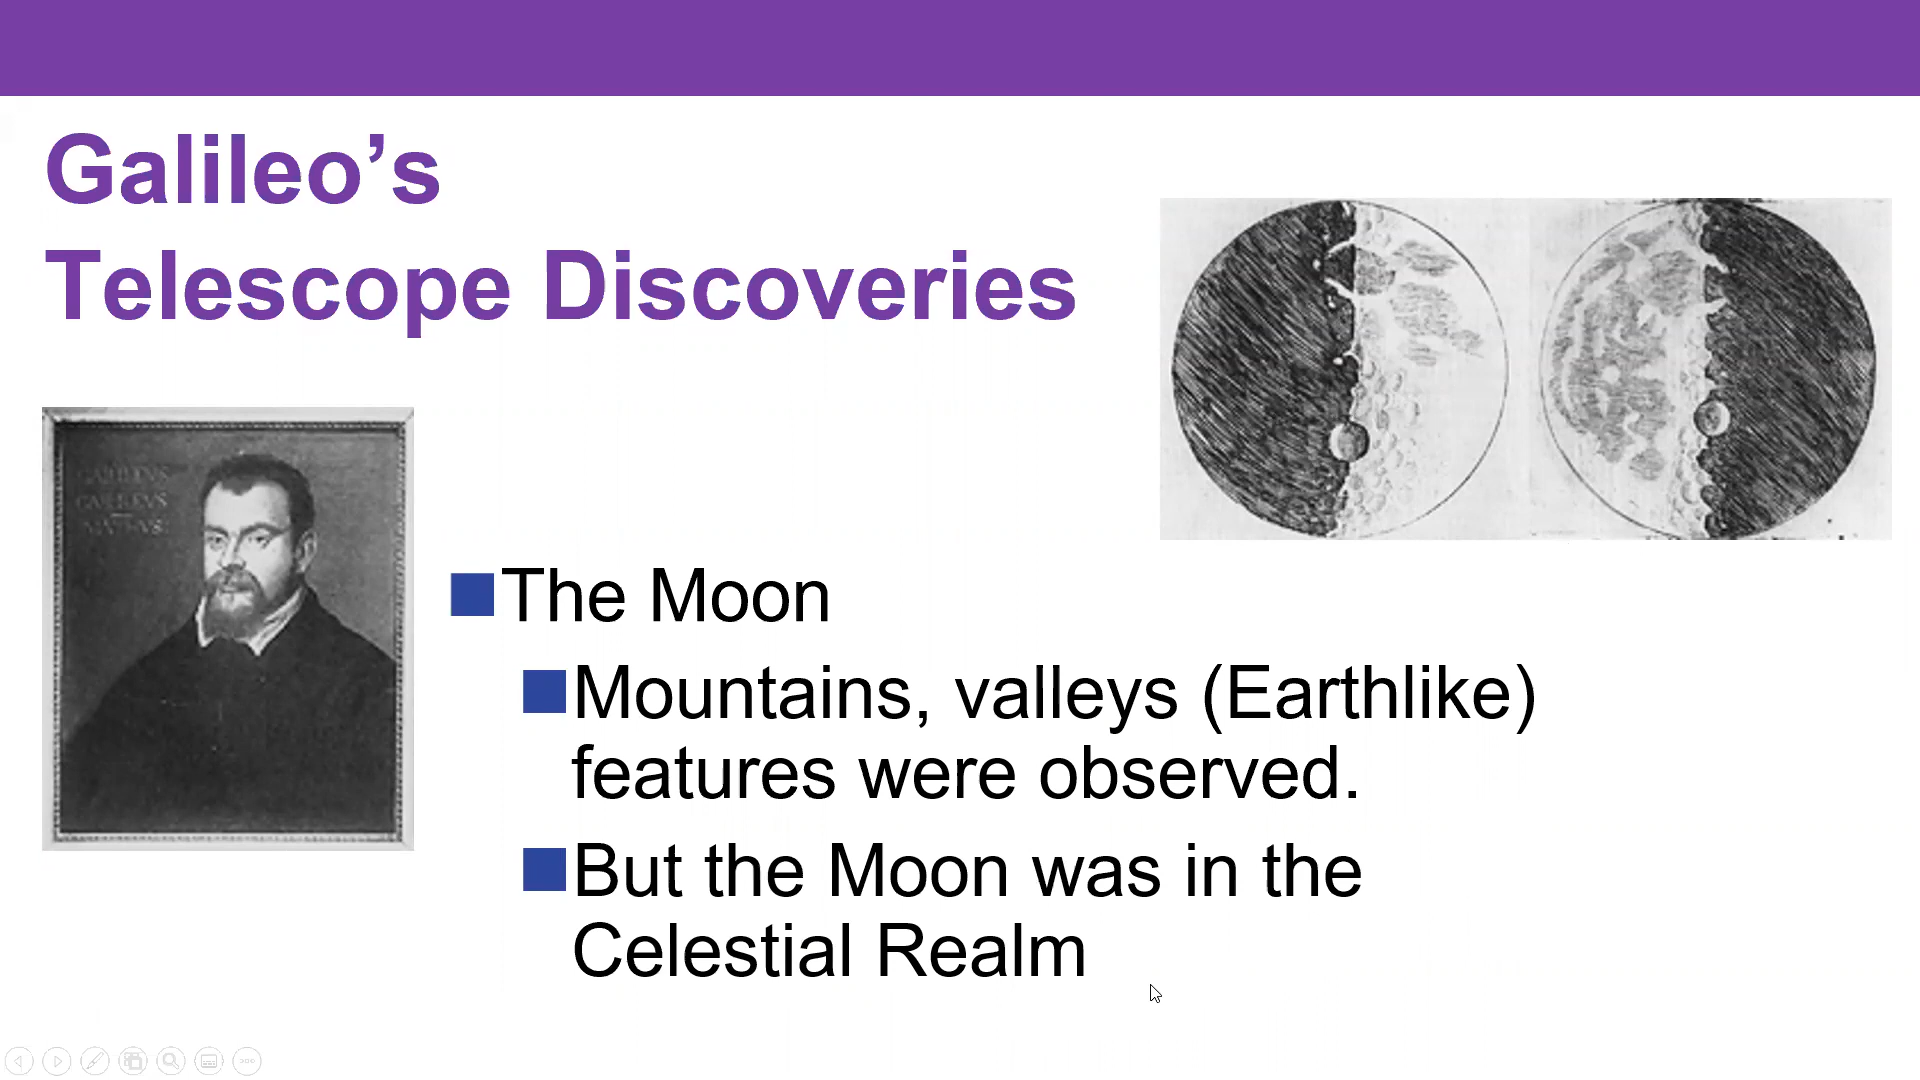 Galileo’s
Telescope Discoveries
The Moon
Mountains, valleys (Earthlike)
features were observed.
But the Moon was in the
Celestial Realm